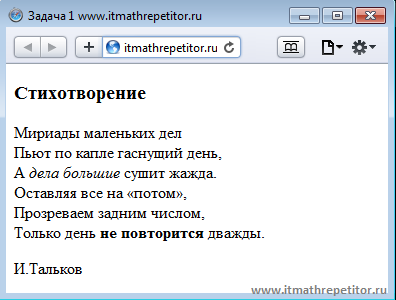 Задача 1 www.itmathrepetitor.ru
itmathrepetitor.ru
Стихотворение
Мириады маленьких дел
Пьют по капле гаснущий день,
А дела большие сушит жажда.
Оставляя все на «потом»,
Прозреваем задним числом,
Только день не повторится дважды.
И.Тальков
www.itmathrepetitor.ru